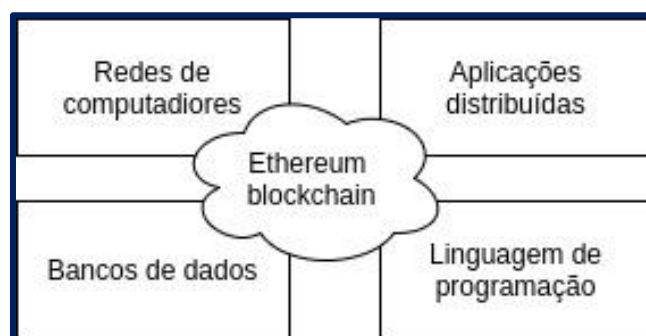 Redes de
computadiores
Aplicações
distribuídas
Ethereum
blockchain
Bancos de dados
Linguagem de
programação